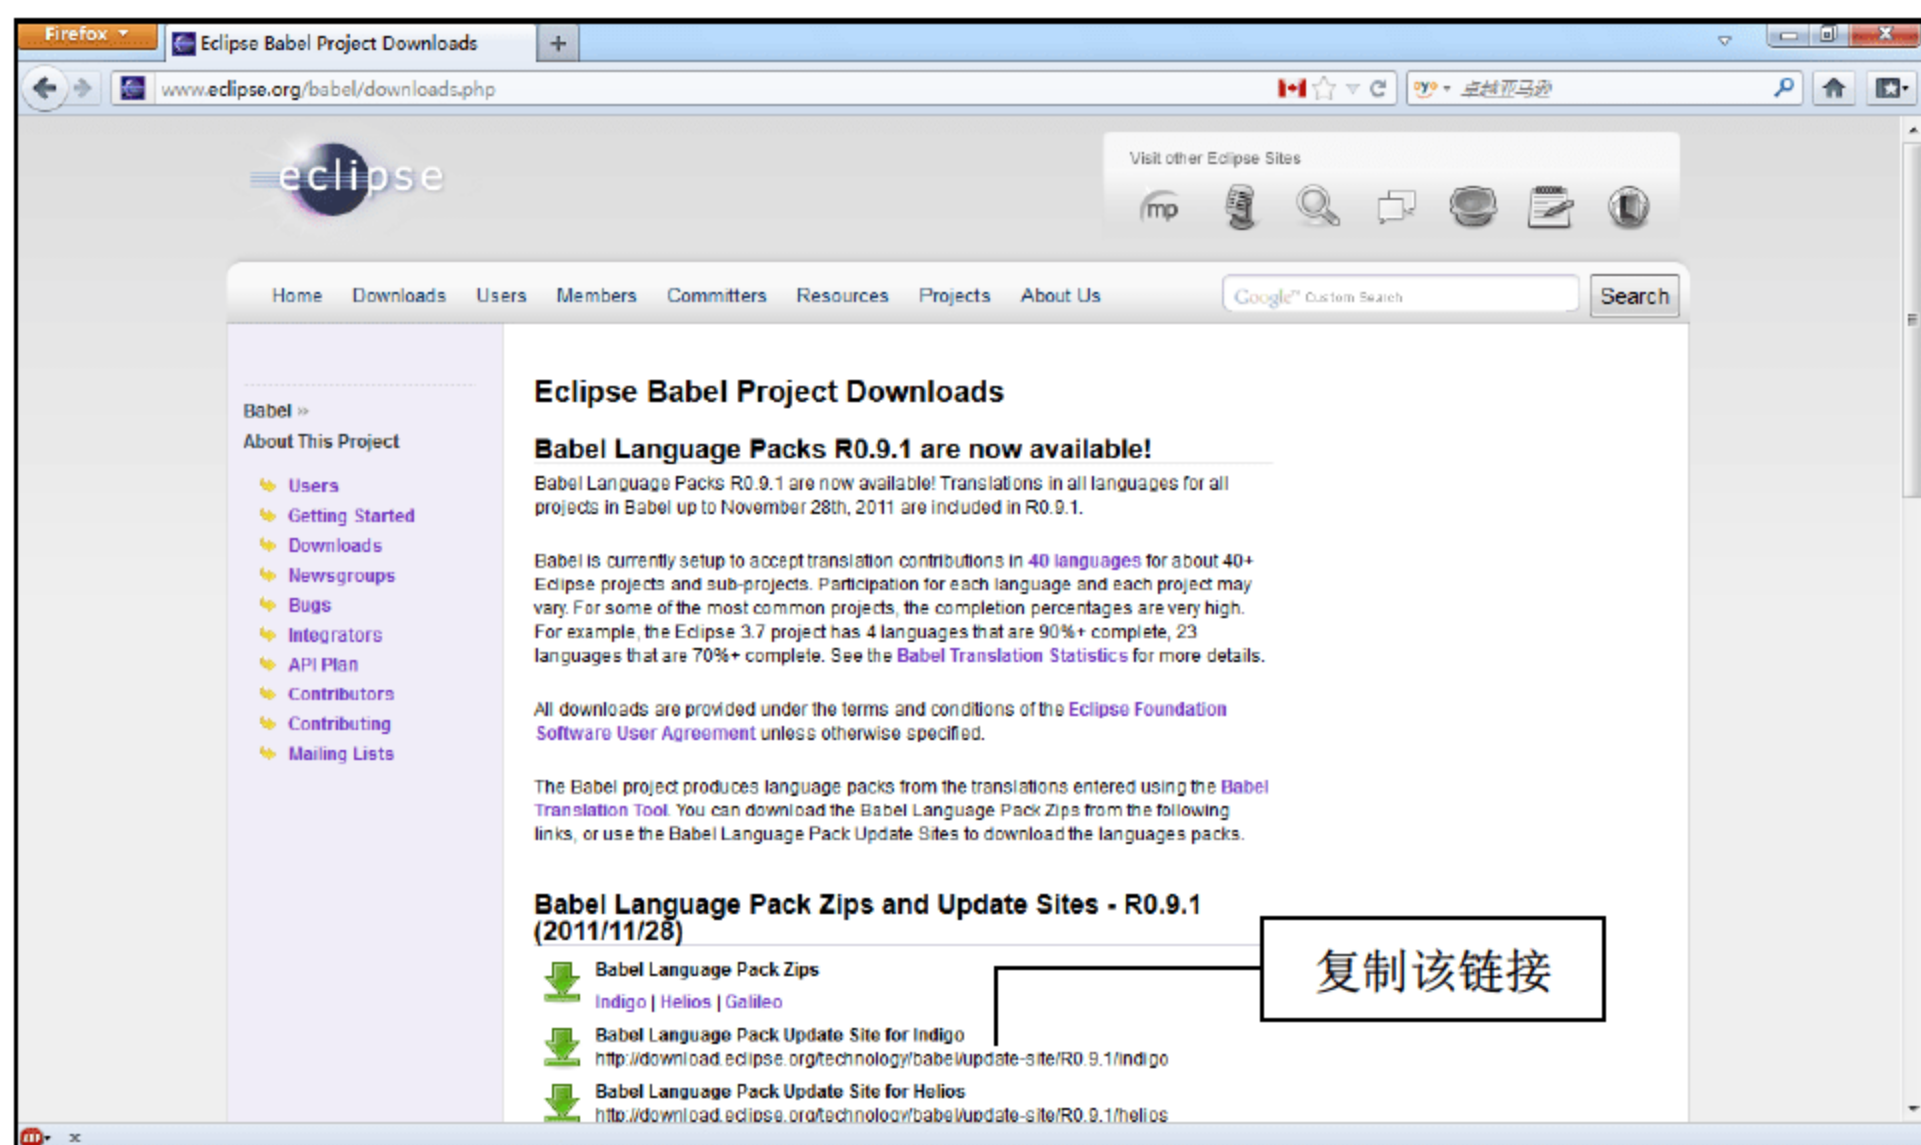 Firefox
Eclipse Babel Project Downloads
www.eclipse.org/babel/downloads.php
卓越亚马逊
eclipse
Visit other Eclipse Sites
mp
Home Downloads Users Members Committers Resources Projects About Us
Google™ Custom Search
Search
Babel »
About This Project
Users
Getting Started
Downloads
Newsgroups
Bugs
Integrators
API Plan
Contributors
Contributing
Mailing Lists
Eclipse Babel Project Downloads
Babel Language Packs R0.9.1 are now available!
Babel Language Packs R0.9.1 are now available! Translations in all languages for all
projects in Babel up to November 28th, 2011 are included in R0.9.1.
Babel is currently setup to accept translation contributions in 40 languages for about 40+
Eclipse projects and sub-projects. Participation for each language and each project may
vary. For some of the most common projects, the completion percentages are very high.
For example, the Eclipse 3.7 project has 4 languages that are 90%+ complete, 23
languages that are 70%+ complete. See the Babel Translation Statistics for more details.
All downloads are provided under the terms and conditions of the Eclipse Foundation
Software User Agreement unless otherwise specified.
The Babel project produces language packs from the translations entered using the Babel
Translation Tool. You can download the Babel Language Pack Zips from the following
links, or use the Babel Language Pack Update Sites to download the languages packs.
Babel Language Pack Zips and Update Sites - R0.9.1
(2011/11/28)
Babel Language Pack Zips
Indigo | Helios | Galileo
Babel Language Pack Update Site for Indigo
http://download.eclipse.org/technology/babel/update-site/R0.9.1/indigo
Babel Language Pack Update Site for Helios
http://download.eclipse.org/technology/babel/update-site/R0.9.1/helios
复制该链接